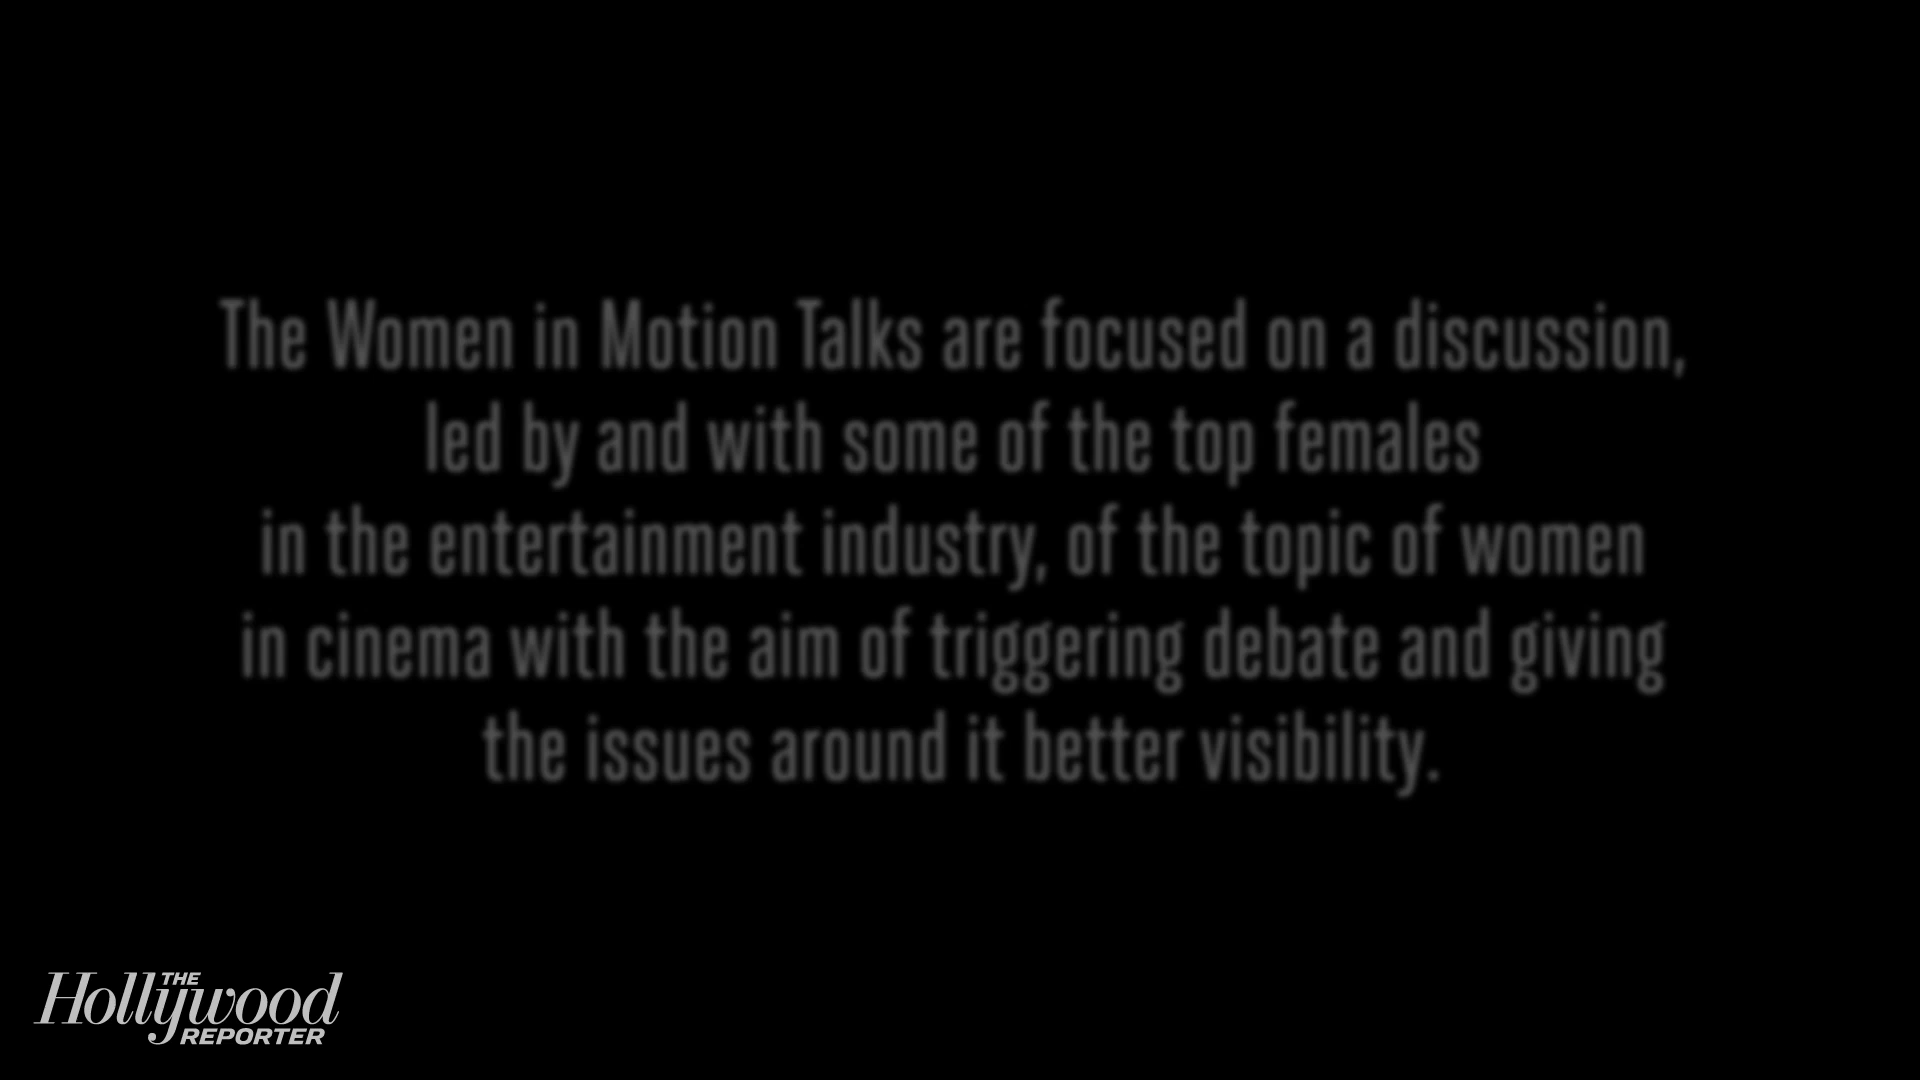 The Women in Motion Talks are focused on a discussion,
led by and with some of the top females
in the entertainment industry, of the topic of women
in cinema with the aim of triggering debate and giving
the issues around it better visibility.
THE
Hollywood
REPORTER